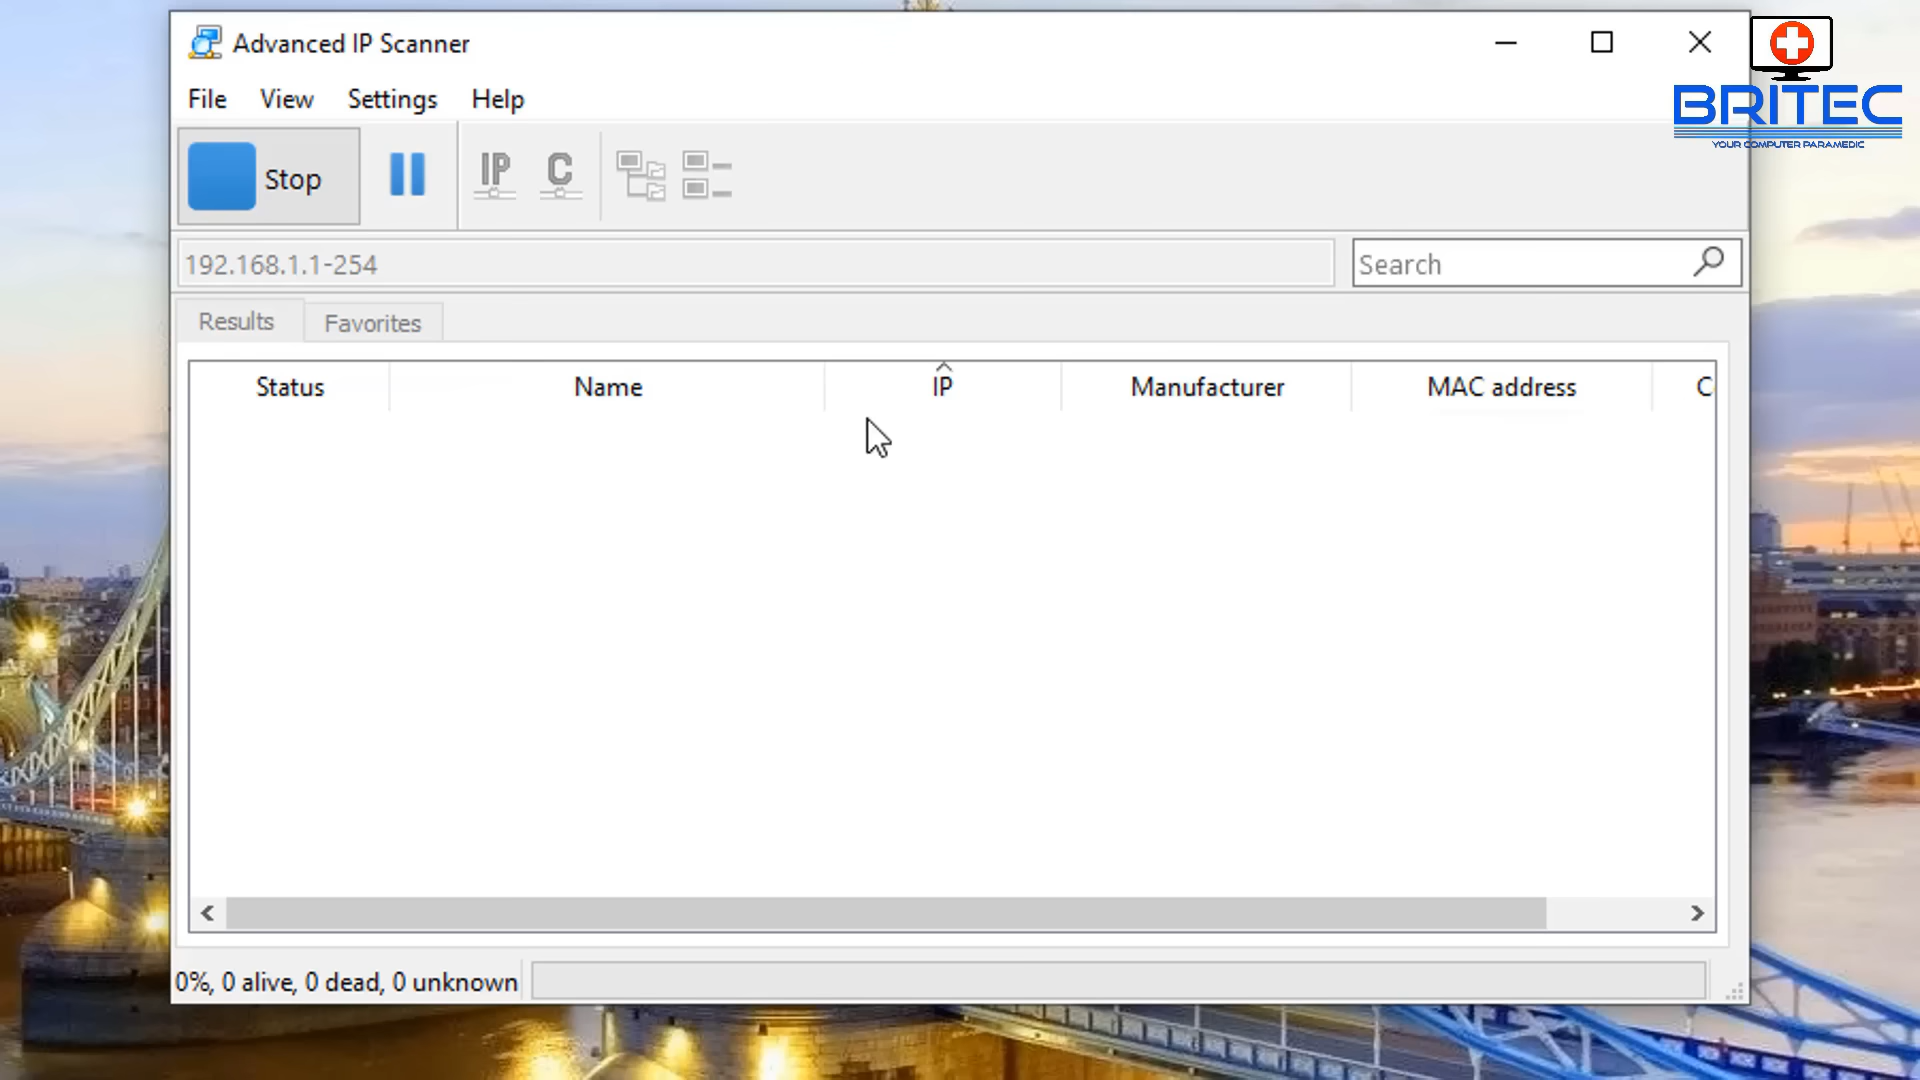 Advanced IP Scanner
File View Settings Help
Stop IP C
192.168.1.1-254 Search
Results Favorites
Status Name IP Manufacturer MAC address C
0%, 0 alive, 0 dead, 0 unknown
BRITEC
YOUR COMPUTER PARAMEDIC